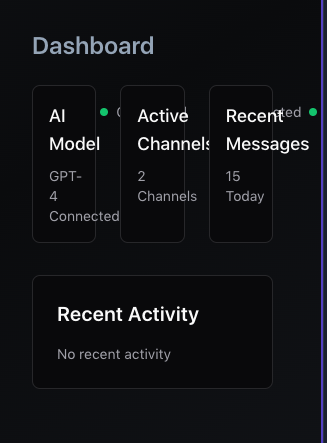 Dashboard
AI
Model
GPT-
4
Connected
Active
Channels
2
Channels
Recent
Messages
15
Today
Recent Activity
No recent activity